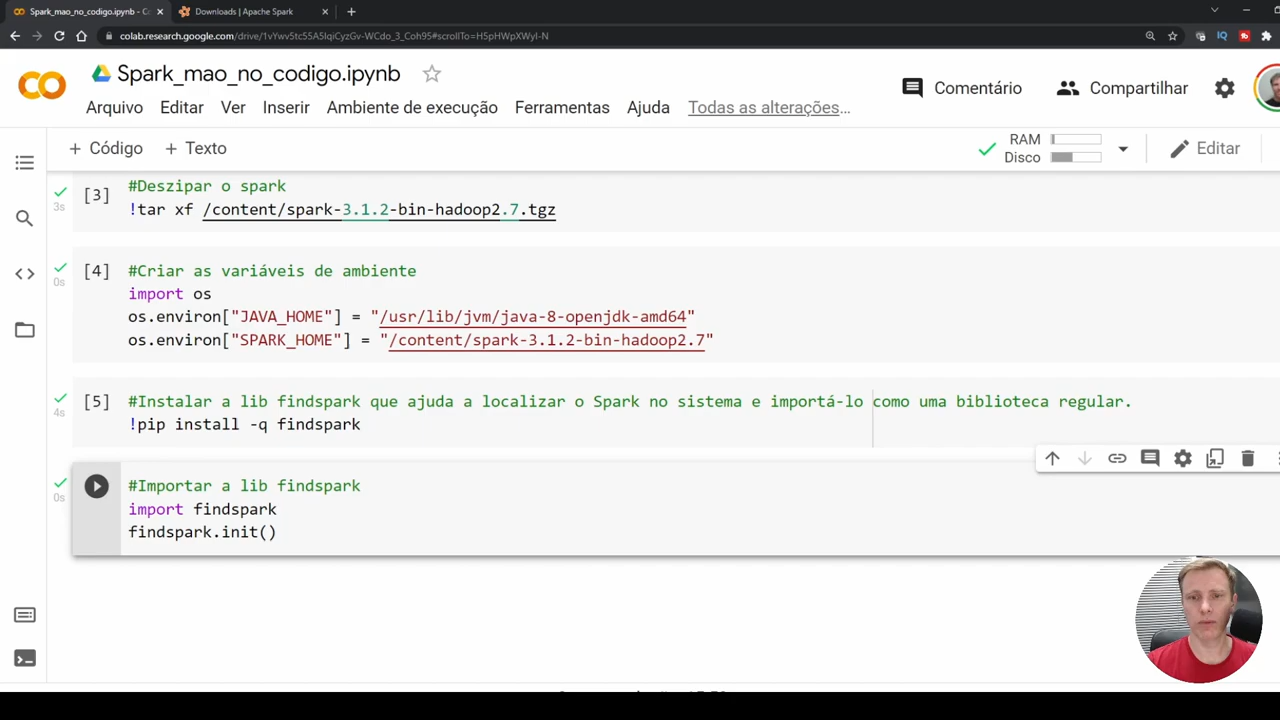 Spark_mao_no_codigo.ipynb - C
Downloads | Apache Spark
colab.research.google.com/drive/1vYwv5tc5SA5IqiCyzGv-WCdo_3_Coh95#scrollTo=H5pHWpXWyI-N
Spark_mao_no_codigo.ipynb
Comentário
Compartilhar
Arquivo Editar Ver Inserir Ambiente de execução Ferramentas Ajuda Todas as alterações...
+ Código + Texto
RAM
Disco
Editar
[3] #Deszipar o spark
3s
!tar xf /content/spark-3.1.2-bin-hadoop2.7.tgz
[4] #Criar as variáveis de ambiente
0s
import os
os.environ["JAVA_HOME"] = "/usr/lib/jvm/java-8-openjdk-amd64"
os.environ["SPARK_HOME"] = "/content/spark-3.1.2-bin-hadoop2.7"
[5] #Instalar a lib findspark que ajuda a localizar o Spark no sistema e importá-lo como uma biblioteca regular.
4s
!pip install -q findspark
#Importar a lib findspark
0s
import findspark
findspark.init()